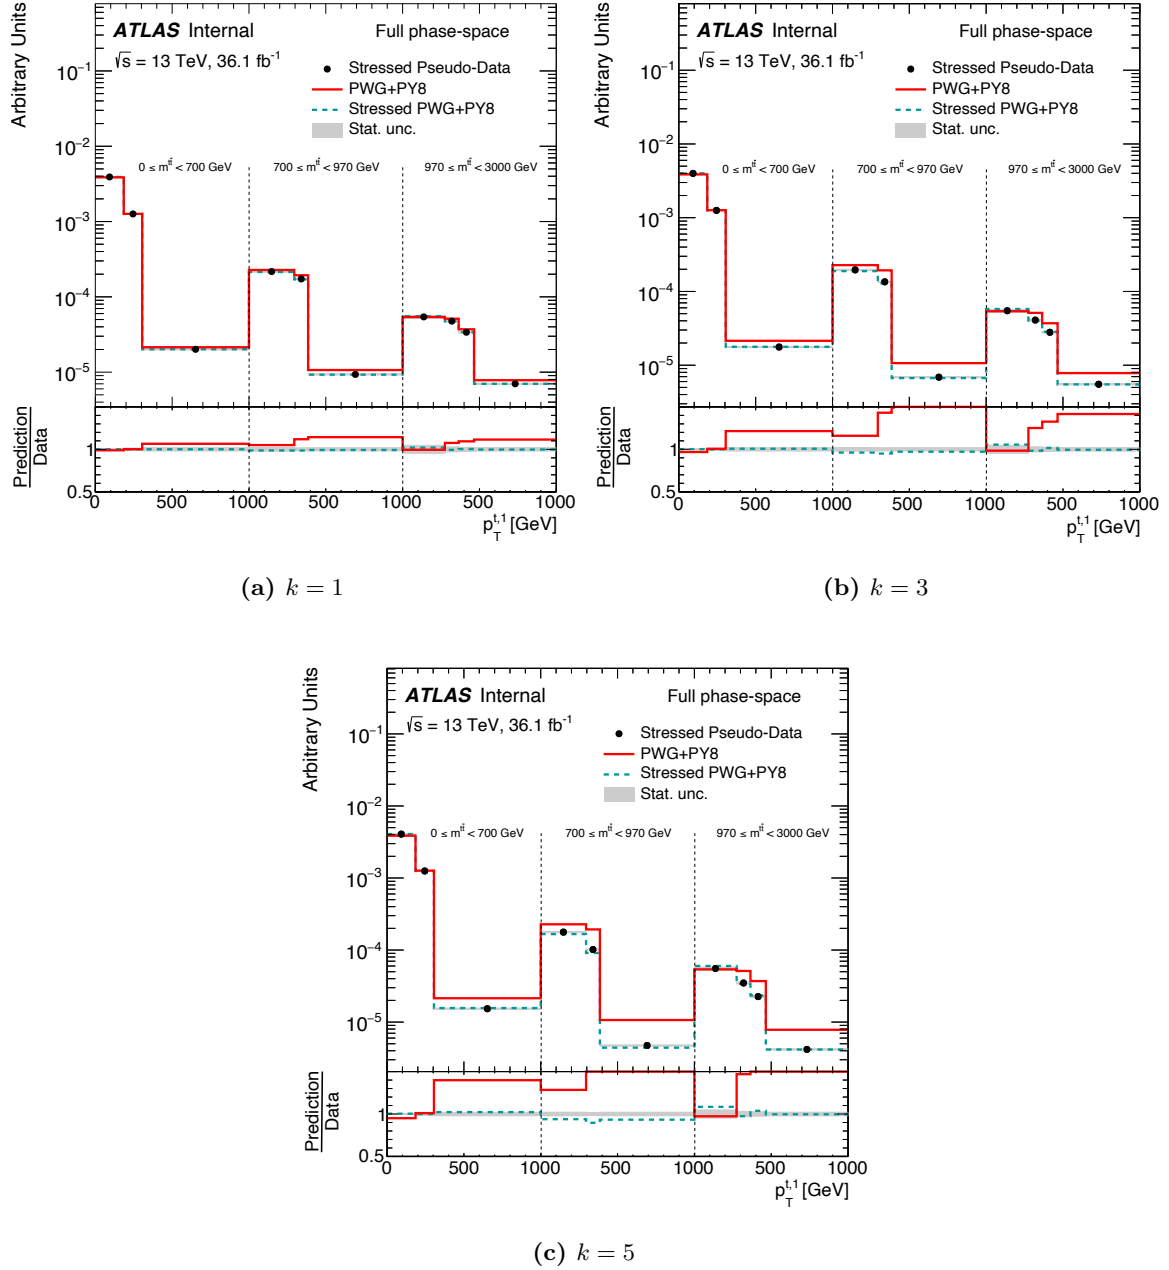 Arbitrary Units
ATLAS Internal
Full phase-space
√s = 13 TeV, 36.1 fb⁻¹
Stressed Pseudo-Data
PWG+PY8
Stressed PWG+PY8
Stat. unc.
0 ≤ m^{tt̄} < 700 GeV
700 ≤ m^{tt̄} < 970 GeV
970 ≤ m^{tt̄} < 3000 GeV
10⁻¹
10⁻²
10⁻³
10⁻⁴
10⁻⁵
Prediction
Data
1
0.5
0 500 1000 500 1000 500 1000
p_T^{t,1} [GeV]
(a) k = 1
Arbitrary Units
ATLAS Internal
Full phase-space
√s = 13 TeV, 36.1 fb⁻¹
Stressed Pseudo-Data
PWG+PY8
Stressed PWG+PY8
Stat. unc.
0 ≤ m^{tt̄} < 700 GeV
700 ≤ m^{tt̄} < 970 GeV
970 ≤ m^{tt̄} < 3000 GeV
10⁻¹
10⁻²
10⁻³
10⁻⁴
10⁻⁵
Prediction
Data
1
0.5
0 500 1000 500 1000 500 1000
p_T^{t,1} [GeV]
(b) k = 3
Arbitrary Units
ATLAS Internal
Full phase-space
√s = 13 TeV, 36.1 fb⁻¹
Stressed Pseudo-Data
PWG+PY8
Stressed PWG+PY8
Stat. unc.
0 ≤ m^{tt̄} < 700 GeV
700 ≤ m^{tt̄} < 970 GeV
970 ≤ m^{tt̄} < 3000 GeV
10⁻¹
10⁻²
10⁻³
10⁻⁴
10⁻⁵
Prediction
Data
1
0.5
0 500 1000 500 1000 500 1000
p_T^{t,1} [GeV]
(c) k = 5